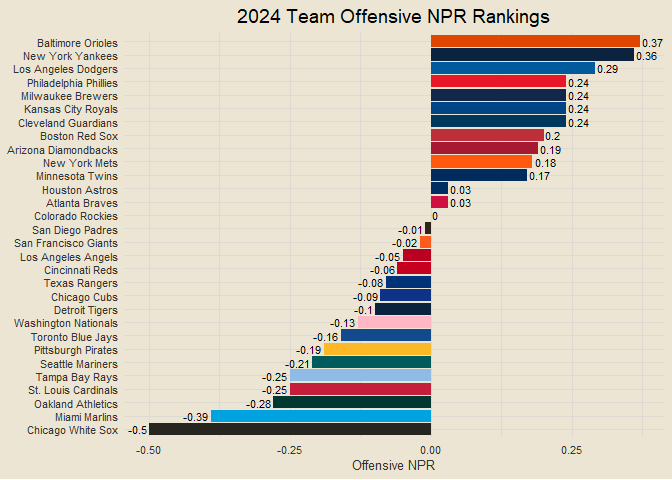 2024 Team Offensive NPR Rankings
Baltimore Orioles 0.37
New York Yankees 0.36
Los Angeles Dodgers 0.29
Philadelphia Phillies 0.24
Milwaukee Brewers 0.24
Kansas City Royals 0.24
Cleveland Guardians 0.24
Boston Red Sox 0.2
Arizona Diamondbacks 0.19
New York Mets 0.18
Minnesota Twins 0.17
Houston Astros 0.03
Atlanta Braves 0.03
Colorado Rockies 0
San Diego Padres -0.01
San Francisco Giants -0.02
Los Angeles Angels -0.05
Cincinnati Reds -0.06
Texas Rangers -0.08
Chicago Cubs -0.09
Detroit Tigers -0.1
Washington Nationals -0.13
Toronto Blue Jays -0.16
Pittsburgh Pirates -0.19
Seattle Mariners -0.21
Tampa Bay Rays -0.25
St. Louis Cardinals -0.25
Oakland Athletics -0.28
Miami Marlins -0.39
Chicago White Sox -0.5
-0.50 -0.25 0.00 0.25
Offensive NPR